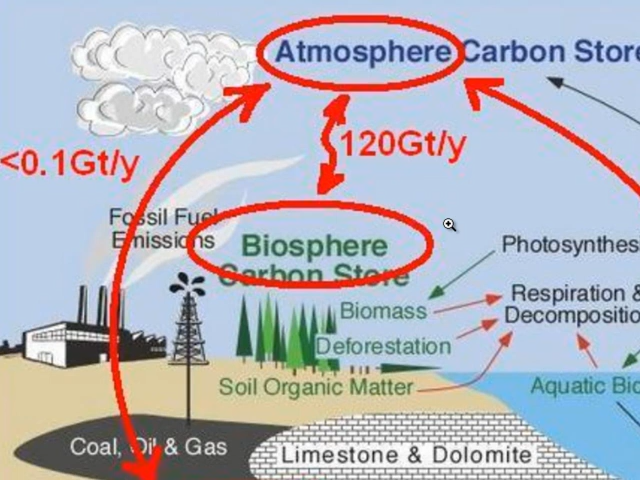 Atmosphere Carbon Store
120Gt/y
<0.1Gt/y
Fossil Fuel
Emissions
Biosphere
Carbon Store
Photosynthes
Respiration &
Decompositio
Biomass
Deforestation
Soil Organic Matter
Aquatic Bio
Coal, Oil & Gas
Limestone & Dolomite